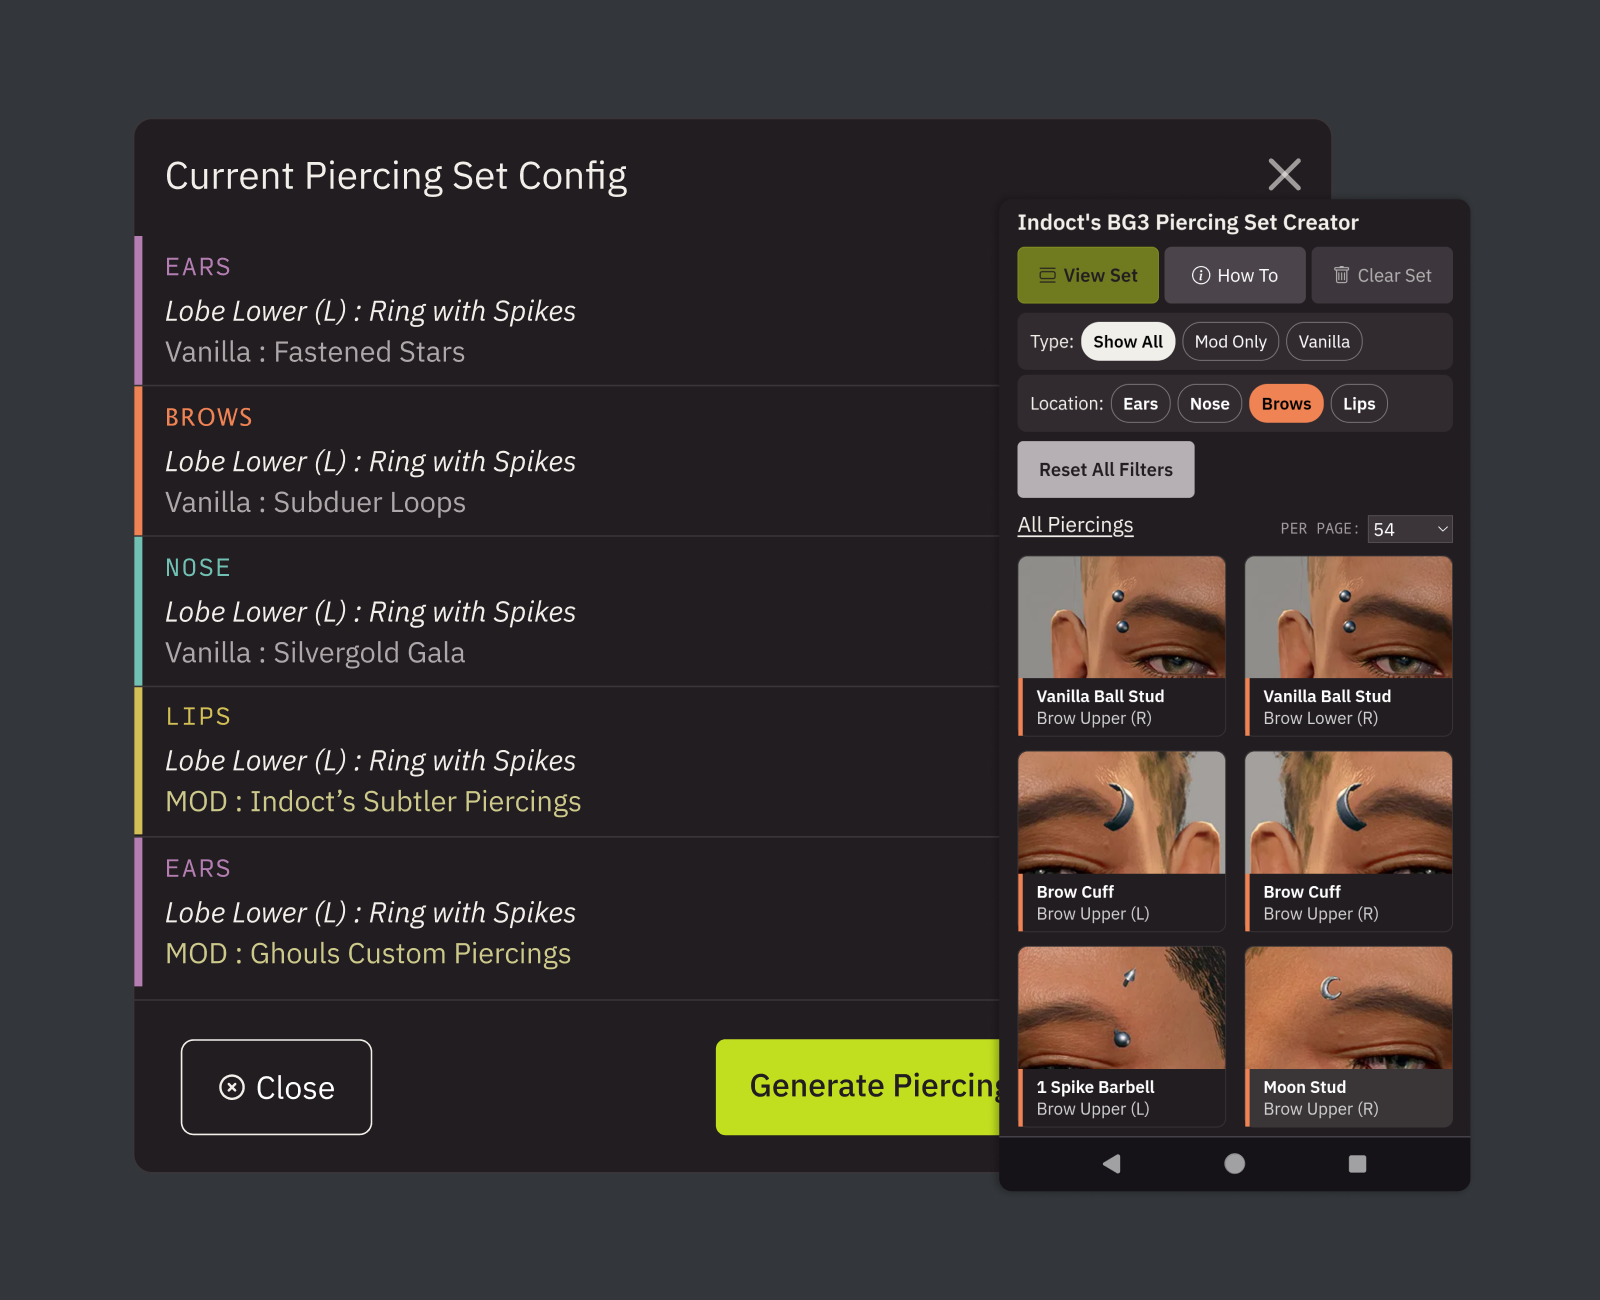 Current Piercing Set Config
EARS
Lobe Lower (L) : Ring with Spikes
Vanilla : Fastened Stars
BROWS
Lobe Lower (L) : Ring with Spikes
Vanilla : Subduer Loops
NOSE
Lobe Lower (L) : Ring with Spikes
Vanilla : Silvergold Gala
LIPS
Lobe Lower (L) : Ring with Spikes
MOD : Indoct’s Subtler Piercings
EARS
Lobe Lower (L) : Ring with Spikes
MOD : Ghouls Custom Piercings
Close
Generate Piercing
Indoct's BG3 Piercing Set Creator
View Set How To Clear Set
Type: Show All Mod Only Vanilla
Location: Ears Nose Brows Lips
Reset All Filters
All Piercings PER PAGE: 54
Vanilla Ball Stud
Brow Upper (R)
Vanilla Ball Stud
Brow Lower (R)
Brow Cuff
Brow Upper (L)
Brow Cuff
Brow Upper (R)
1 Spike Barbell
Brow Upper (L)
Moon Stud
Brow Upper (R)